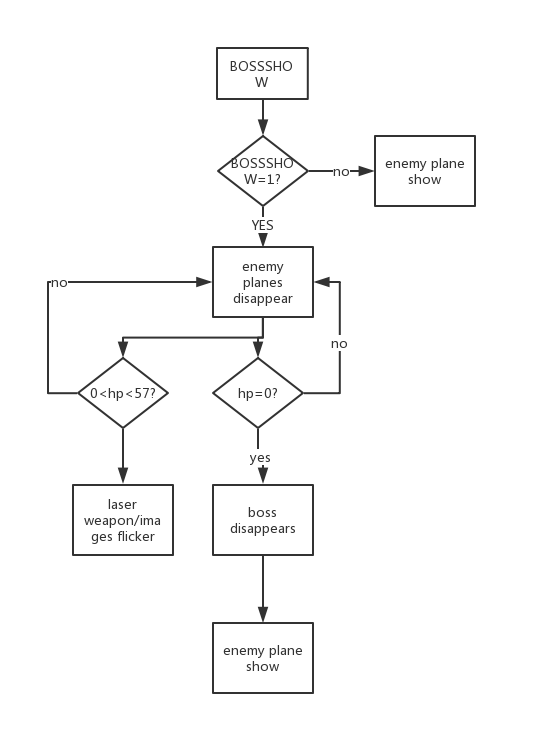 BOSSSHO
W
BOSSSHO
W=1?
no
enemy plane
show
YES
enemy
planes
disappear
no
no
0<hp<57?
hp=0?
yes
laser
weapon/ima
ges flicker
boss
disappears
enemy plane
show